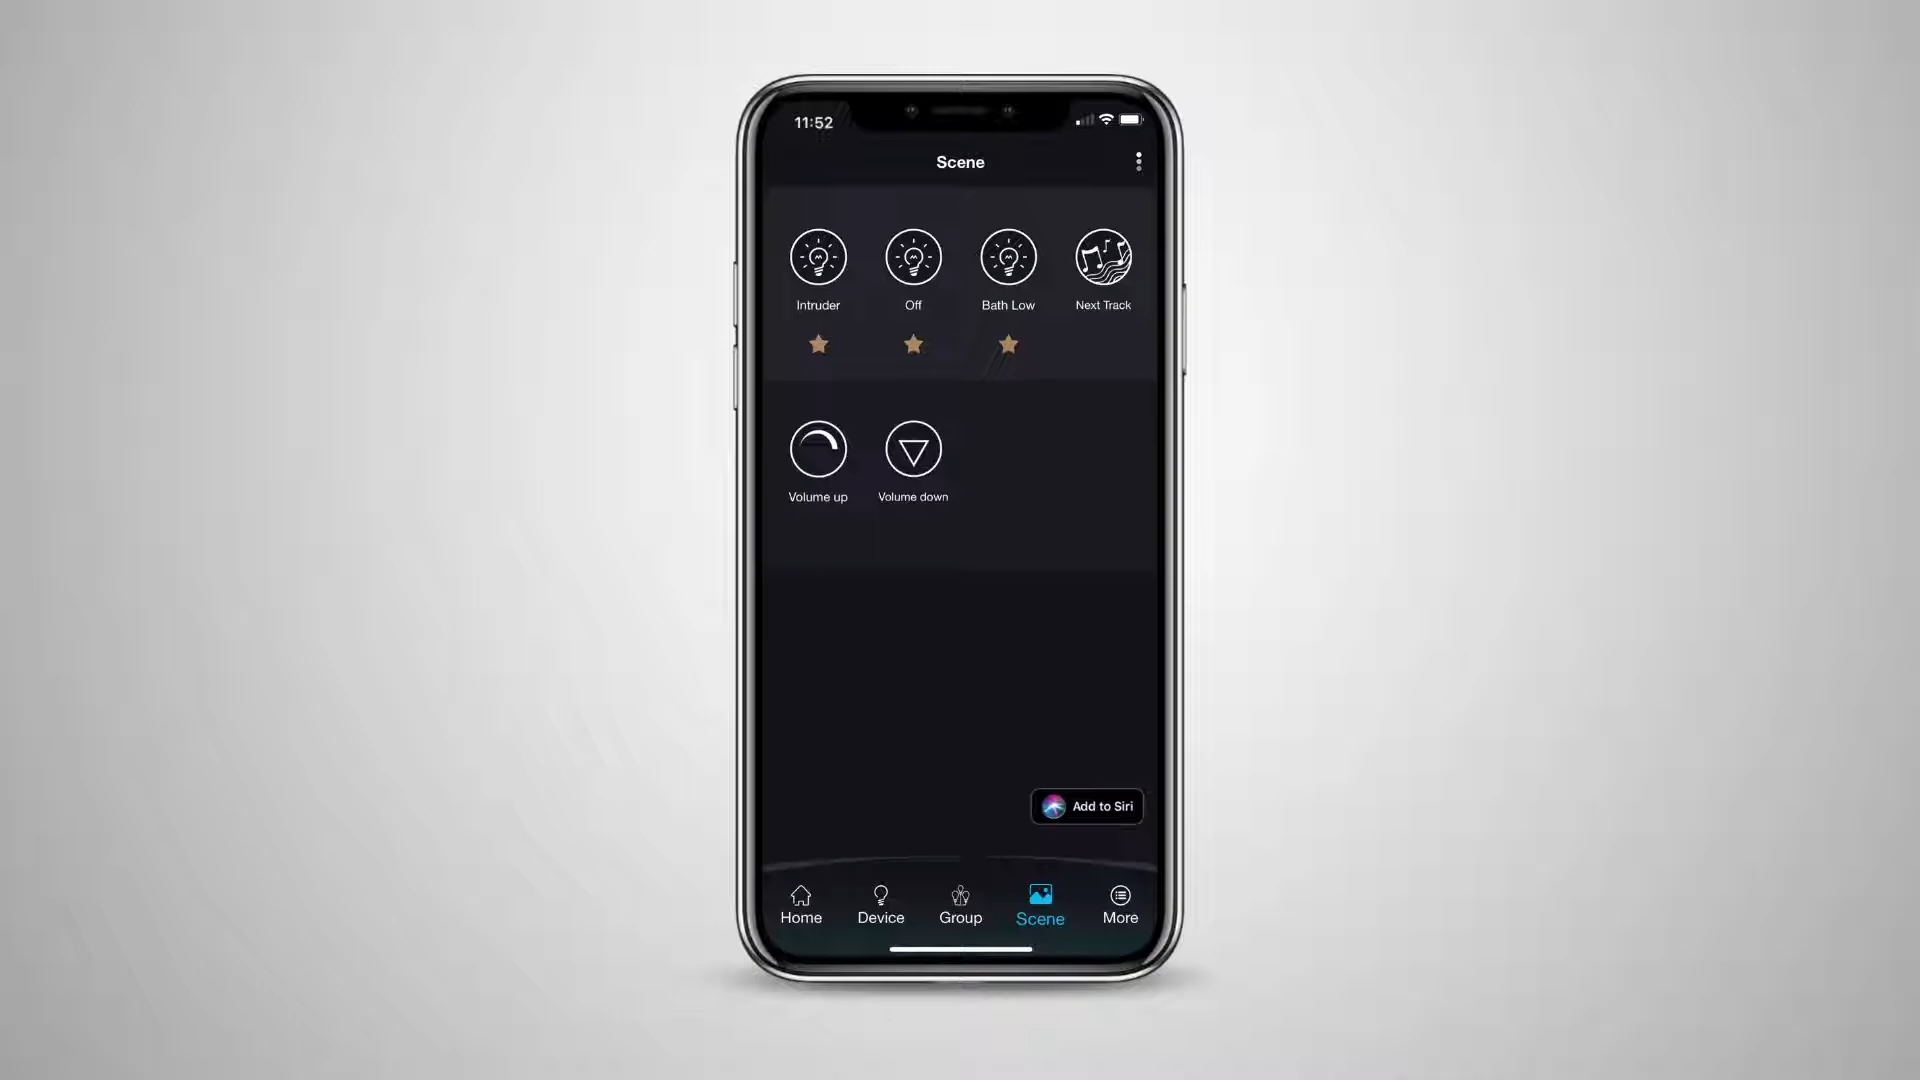 11:52
Scene
Intruder
Off
Bath Low
Next Track
Volume up
Volume down
Add to Siri
Home
Device
Group
Scene
More